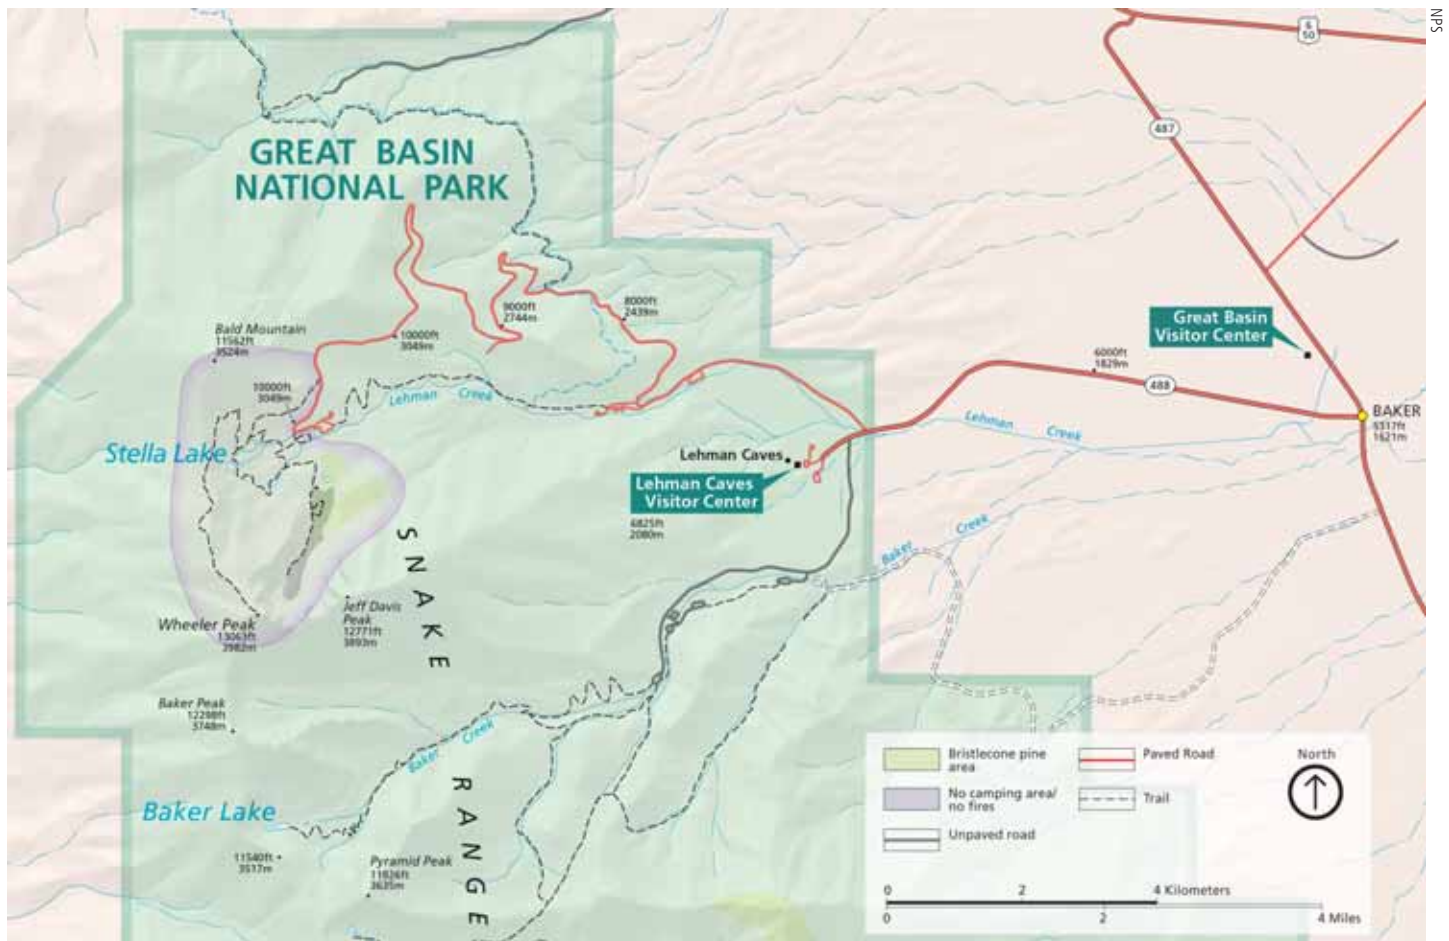 NPS
6
50
487
GREAT BASIN
NATIONAL PARK
9000ft
2744m
8000ft
2439m
Great Basin
Visitor Center
Bald Mountain
11562ft
3524m
10000ft
3049m
6000ft
1829m
488
10000ft
3049m
Lehman Creek
BAKER
5317ft
1621m
Lehman Creek
Stella Lake
Lehman Caves
Lehman Caves
Visitor Center
6825ft
2080m
Baker Creek
SNAKE
Jeff Davis
Peak
12771ft
3893m
Wheeler Peak
13063ft
3982m
Baker Peak
12298ft
3748m
Baker Creek
RANGE
Baker Lake
11540ft
3517m
Pyramid Peak
11826ft
3635m
Bristlecone pine
area
Paved Road
North
No camping area/
no fires
Trail
Unpaved road
0 2 4 Kilometers
0 2 4 Miles